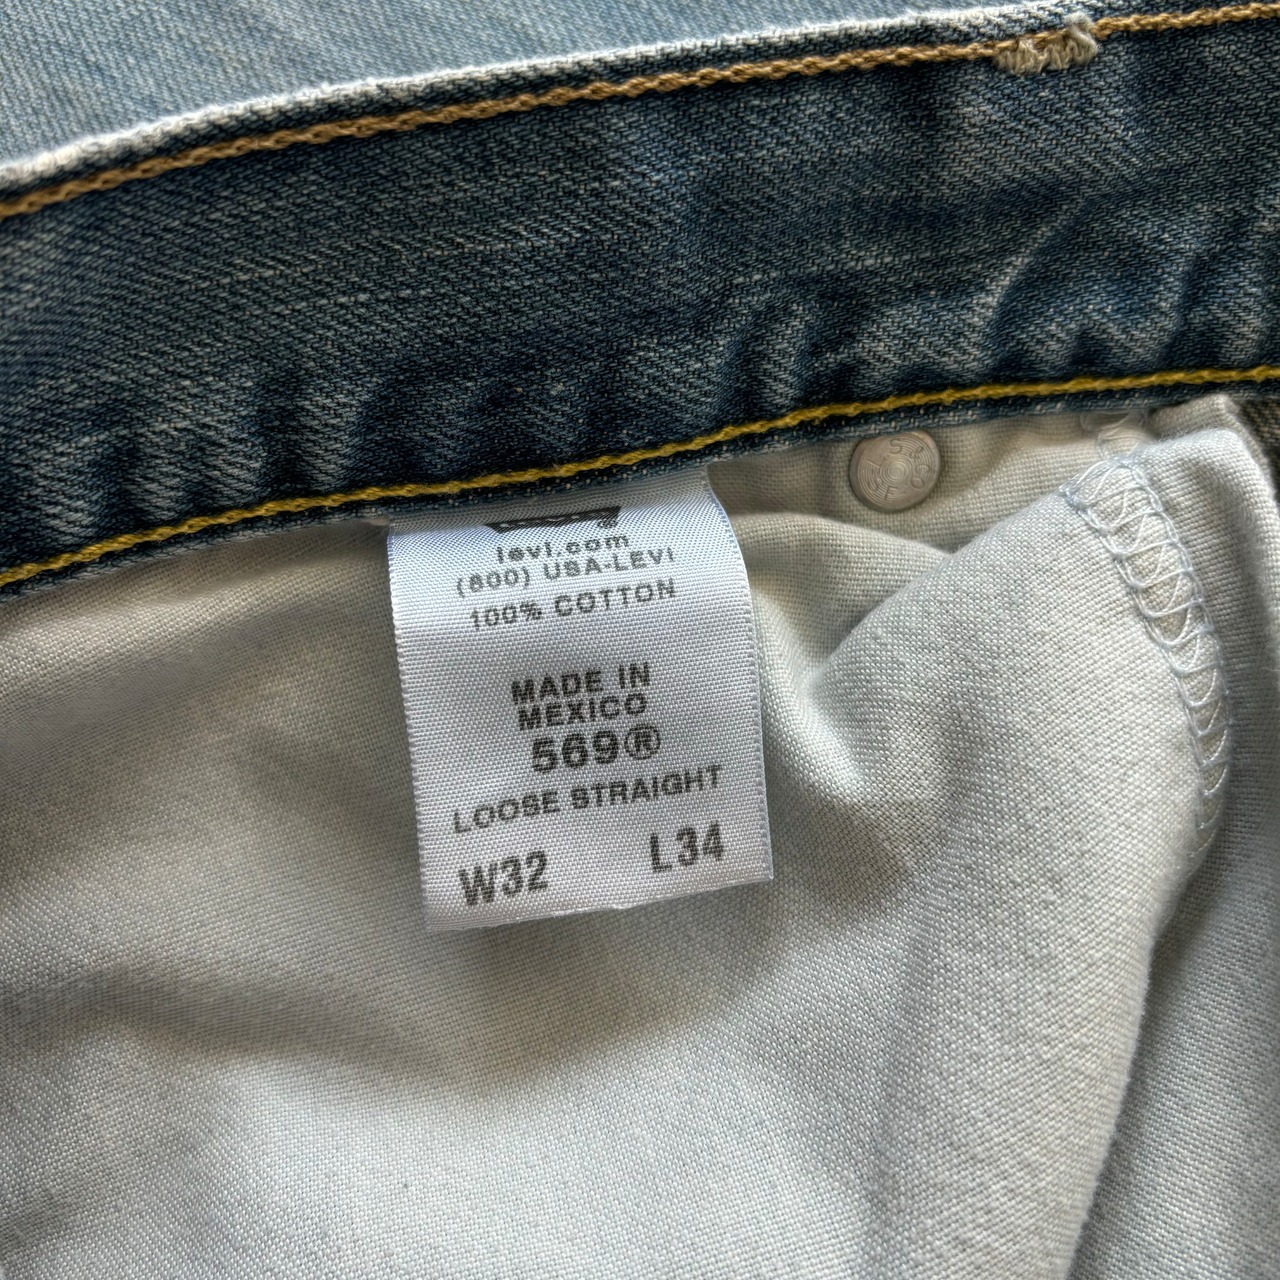 levi.com
(800) USA-LEVI
100% COTTON
MADE IN
MEXICO
569®
LOOSE STRAIGHT
W32 L34